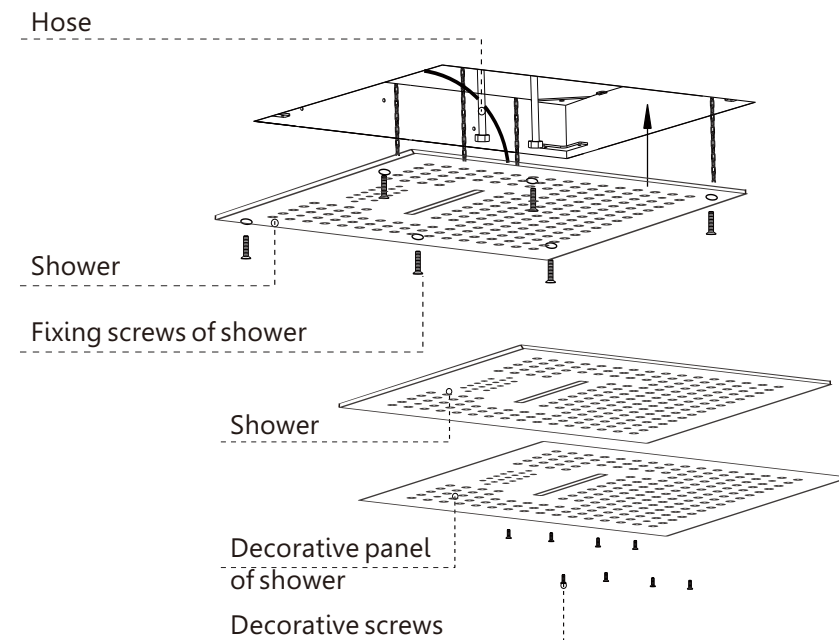 Hose
Shower
Fixing screws of shower
Shower
Decorative panel
of shower
Decorative screws